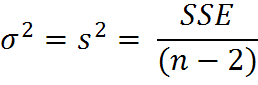 σ² = s² = SSE / (n − 2)